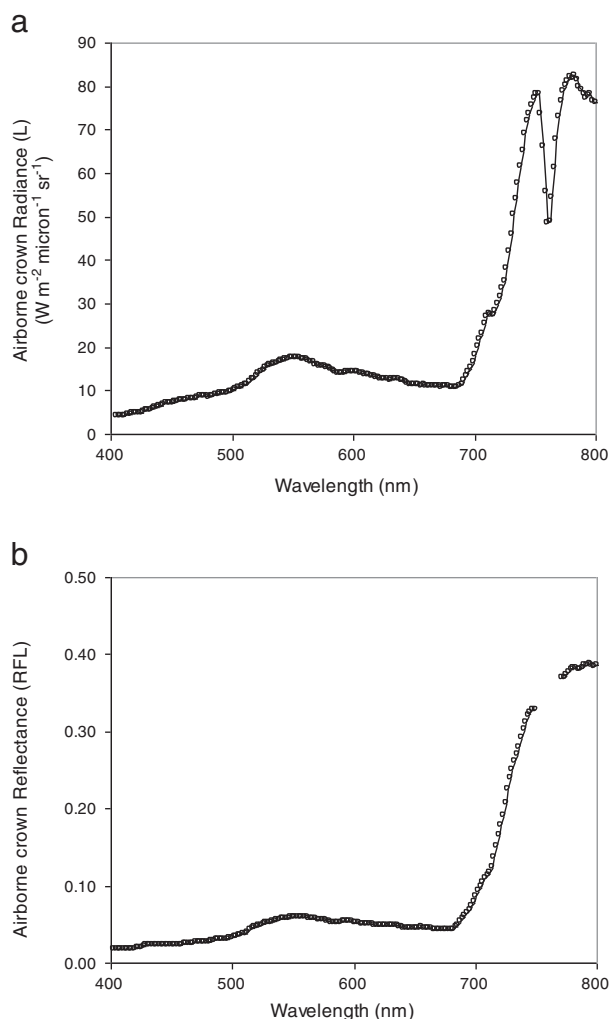 a
Airborne crown Radiance (L)
(W m-2 micron-1 sr-1)
90
80
70
60
50
40
30
20
10
0
400 500 600 700 800
Wavelength (nm)
b
Airborne crown Reflectance (RFL)
0.50
0.40
0.30
0.20
0.10
0.00
400 500 600 700 800
Wavelength (nm)